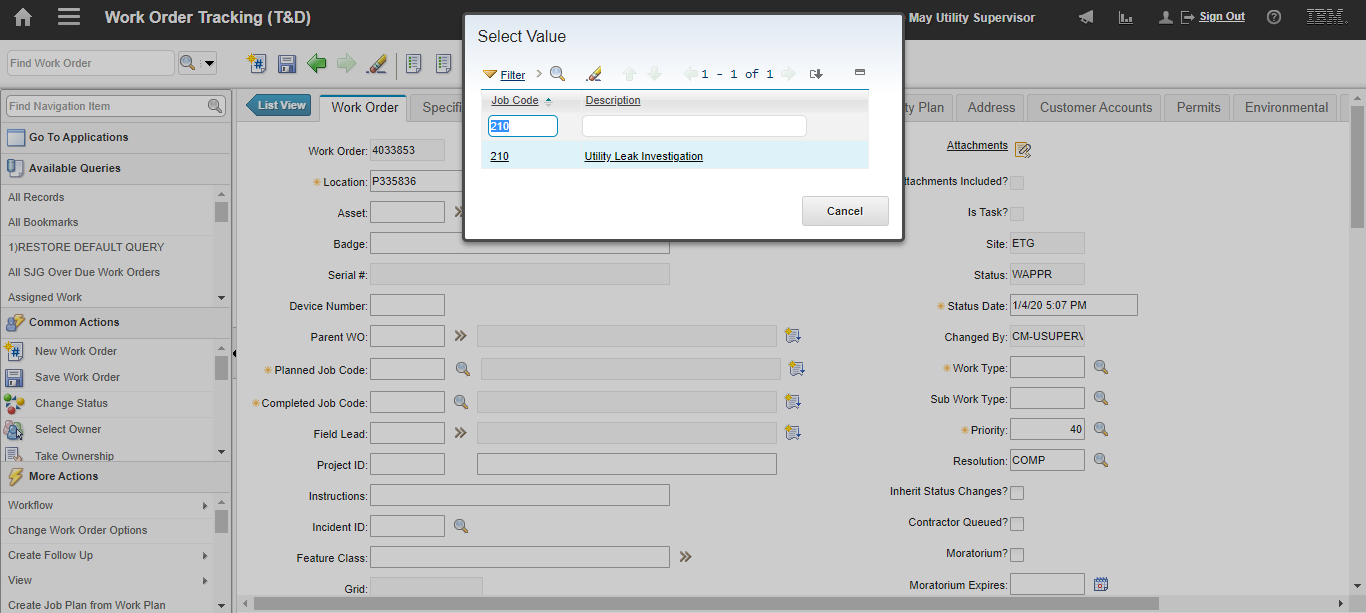 Work Order Tracking (T&D)
May Utility Supervisor
Sign Out
IBM.
Find Work Order
Find Navigation Item
Go To Applications
Available Queries
All Records
All Bookmarks
1)RESTORE DEFAULT QUERY
All SJG Over Due Work Orders
Assigned Work
Common Actions
New Work Order
Save Work Order
Change Status
Select Owner
Take Ownership
More Actions
Workflow
Change Work Order Options
Create Follow Up
View
Create Job Plan from Work Plan
List View
Work Order
Specifi
ty Plan
Address
Customer Accounts
Permits
Environmental
Select Value
Filter
1 - 1 of 1
Job Code
Description
210
210
Utility Leak Investigation
Cancel
Work Order: 4033853
Location: P335836
Asset:
Badge:
Serial #:
Device Number:
Parent WO:
Planned Job Code:
Completed Job Code:
Field Lead:
Project ID:
Instructions:
Incident ID:
Feature Class:
Grid:
Attachments
ttachments Included?
Is Task?
Site: ETG
Status: WAPPR
Status Date: 1/4/20 5:07 PM
Changed By: CM-USUPERV
Work Type:
Sub Work Type:
Priority: 40
Resolution: COMP
Inherit Status Changes?
Contractor Queued?
Moratorium?
Moratorium Expires: